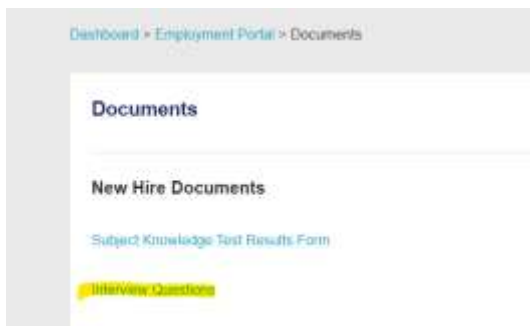 Dashboard > Employment Portal > Documents
Documents
New Hire Documents
Subject Knowledge Test Results Form
Interview Questions